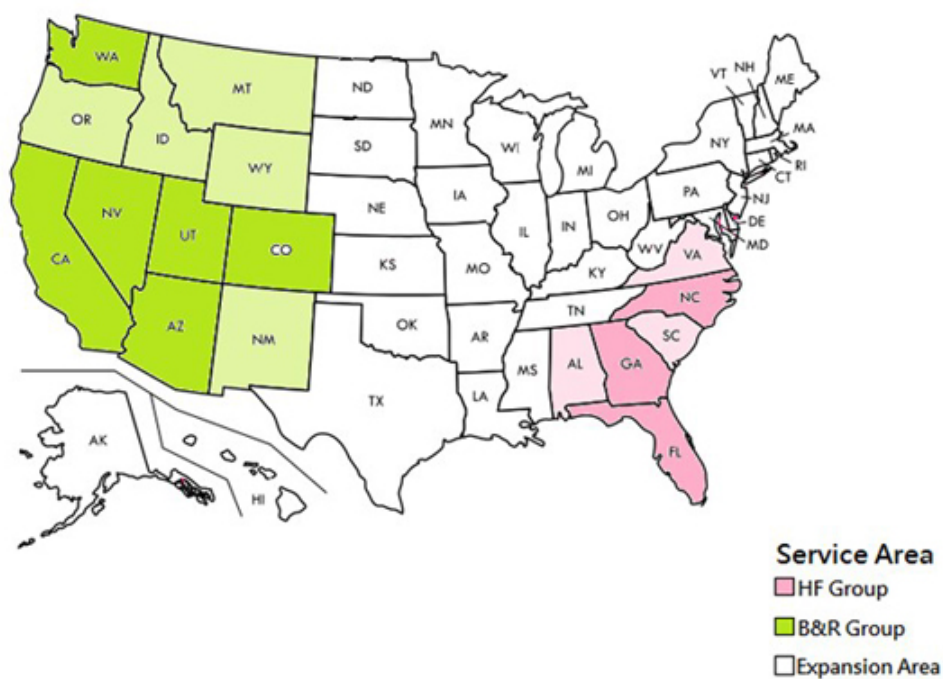 WA
MT
ND
MN
VT
NH
ME
OR
ID
WY
SD
WI
MI
NY
MA
RI
CT
NV
UT
CO
NE
IA
IL
IN
OH
PA
NJ
DE
MD
CA
KS
MO
KY
WV
VA
AZ
NM
OK
AR
TN
NC
SC
TX
LA
MS
AL
GA
FL
AK
HI
Service Area
HF Group
B&R Group
Expansion Area